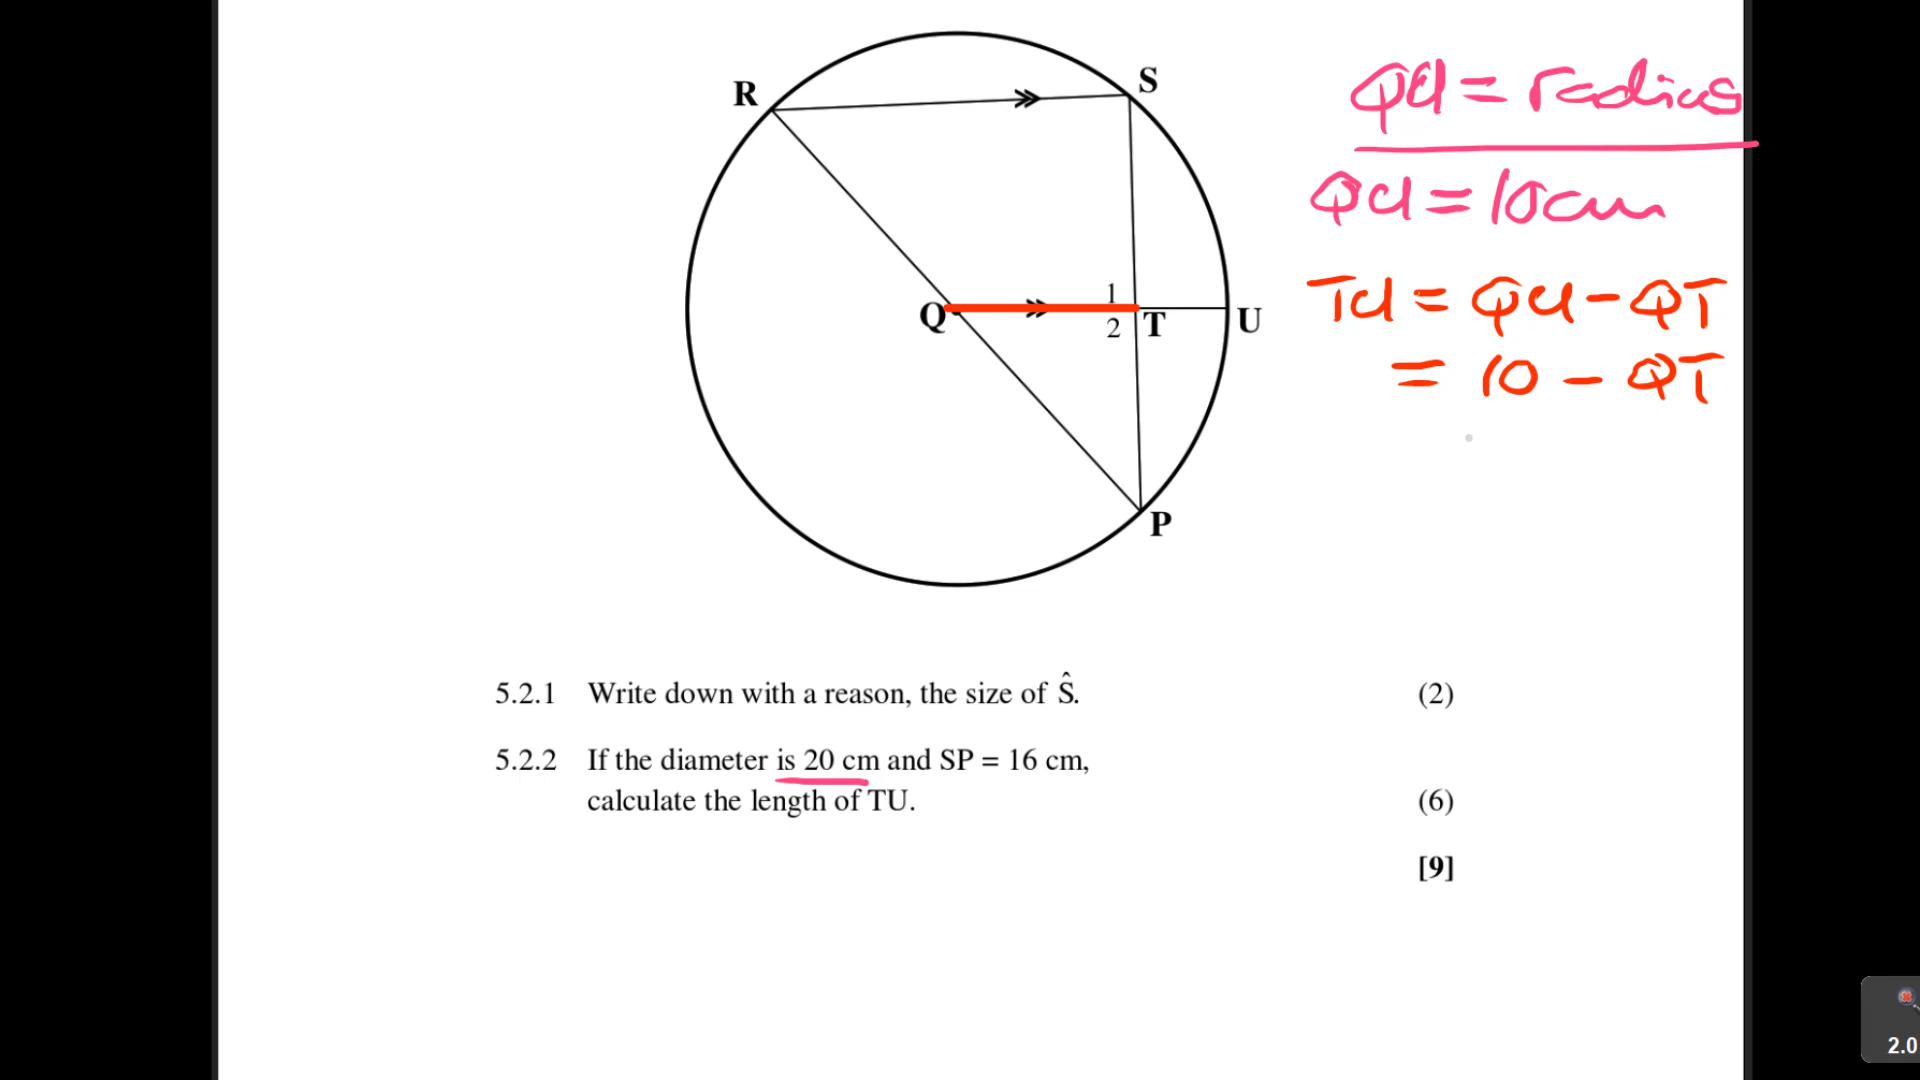 R
S
QU = radius
QU = 10cm
TU = QU - QT
= 10 - QT
1
Q
2
T
U
P
5.2.1 Write down with a reason, the size of Ŝ. (2)
5.2.2 If the diameter is 20 cm and SP = 16 cm,
calculate the length of TU. (6)
[9]
2.0